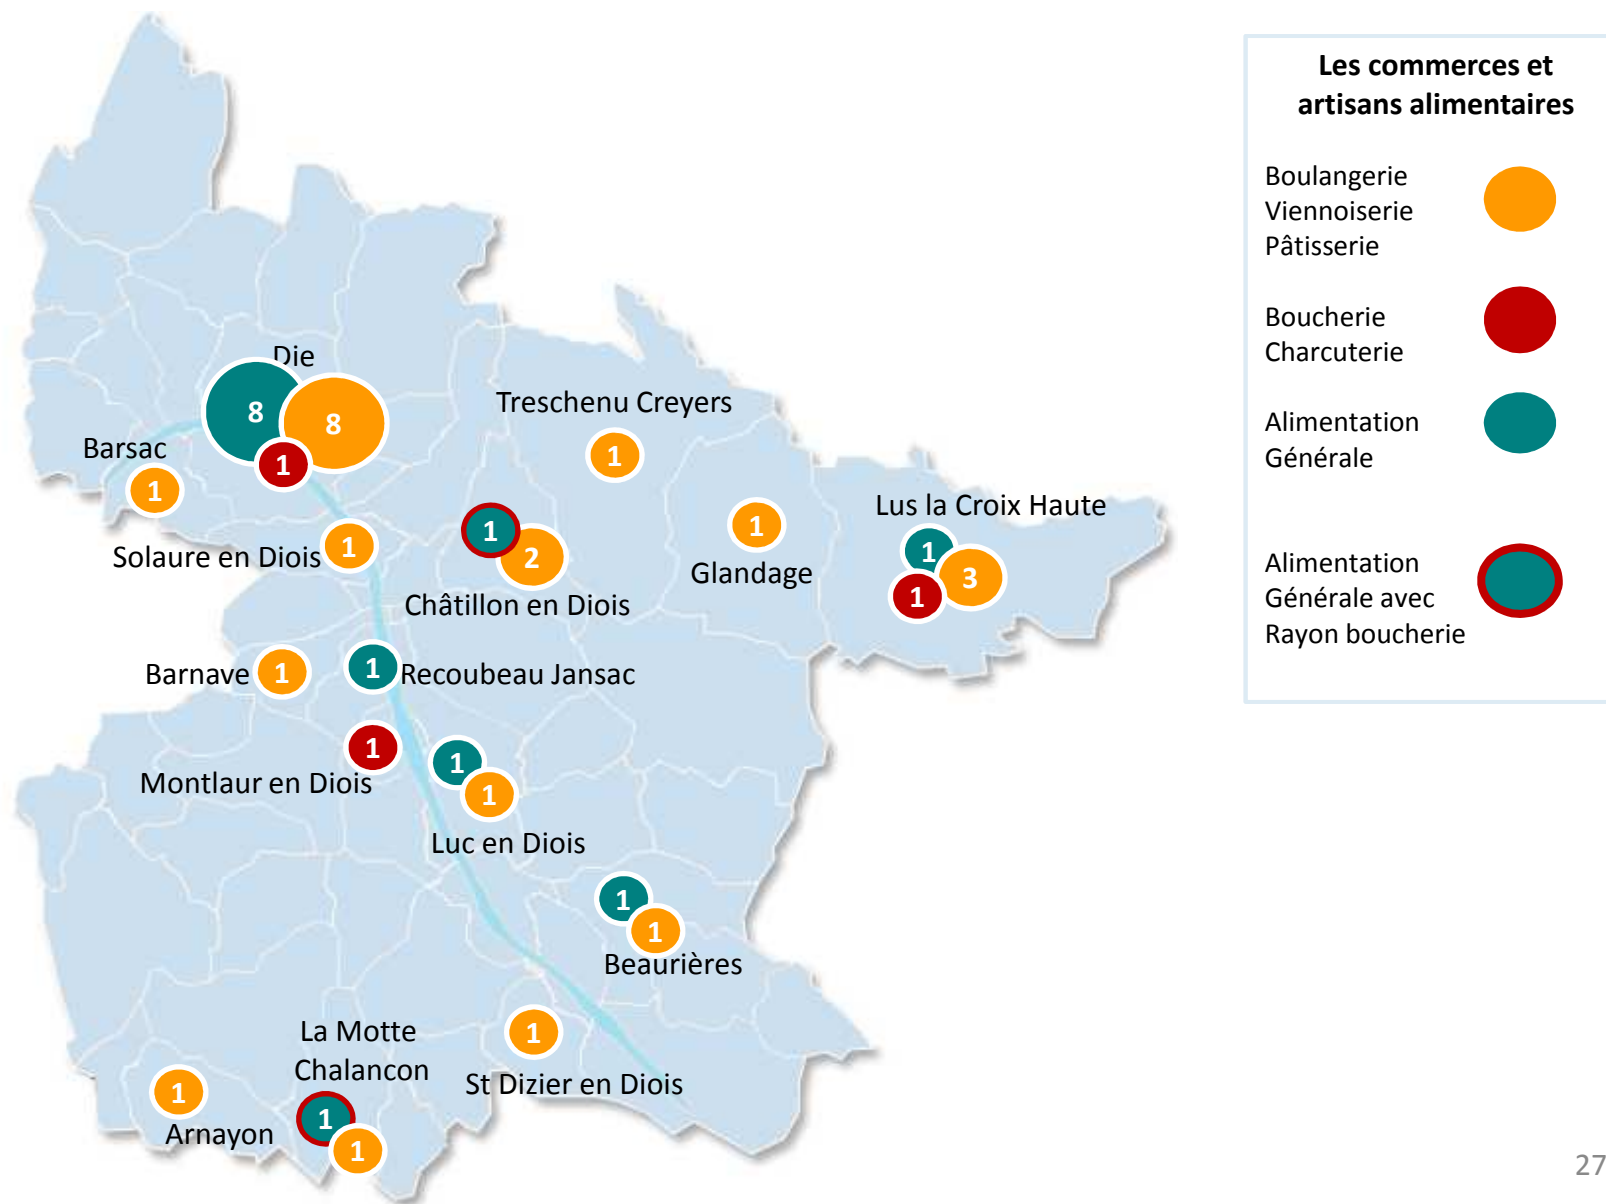 Les commerces et
artisans alimentaires
Boulangerie
Viennoiserie
Pâtisserie
Boucherie
Charcuterie
Alimentation
Générale
Alimentation
Générale avec
Rayon boucherie
Die
8
8
1
Treschenu Creyers
1
Barsac
1
Lus la Croix Haute
1
3
1
Solaure en Diois
1
1
2
Châtillon en Diois
1
Glandage
Barnave
1
1
Recoubeau Jansac
1
Montlaur en Diois
1
1
Luc en Diois
1
1
Beaurières
La Motte
Chalancon
1
1
1
St Dizier en Diois
1
Arnayon
27